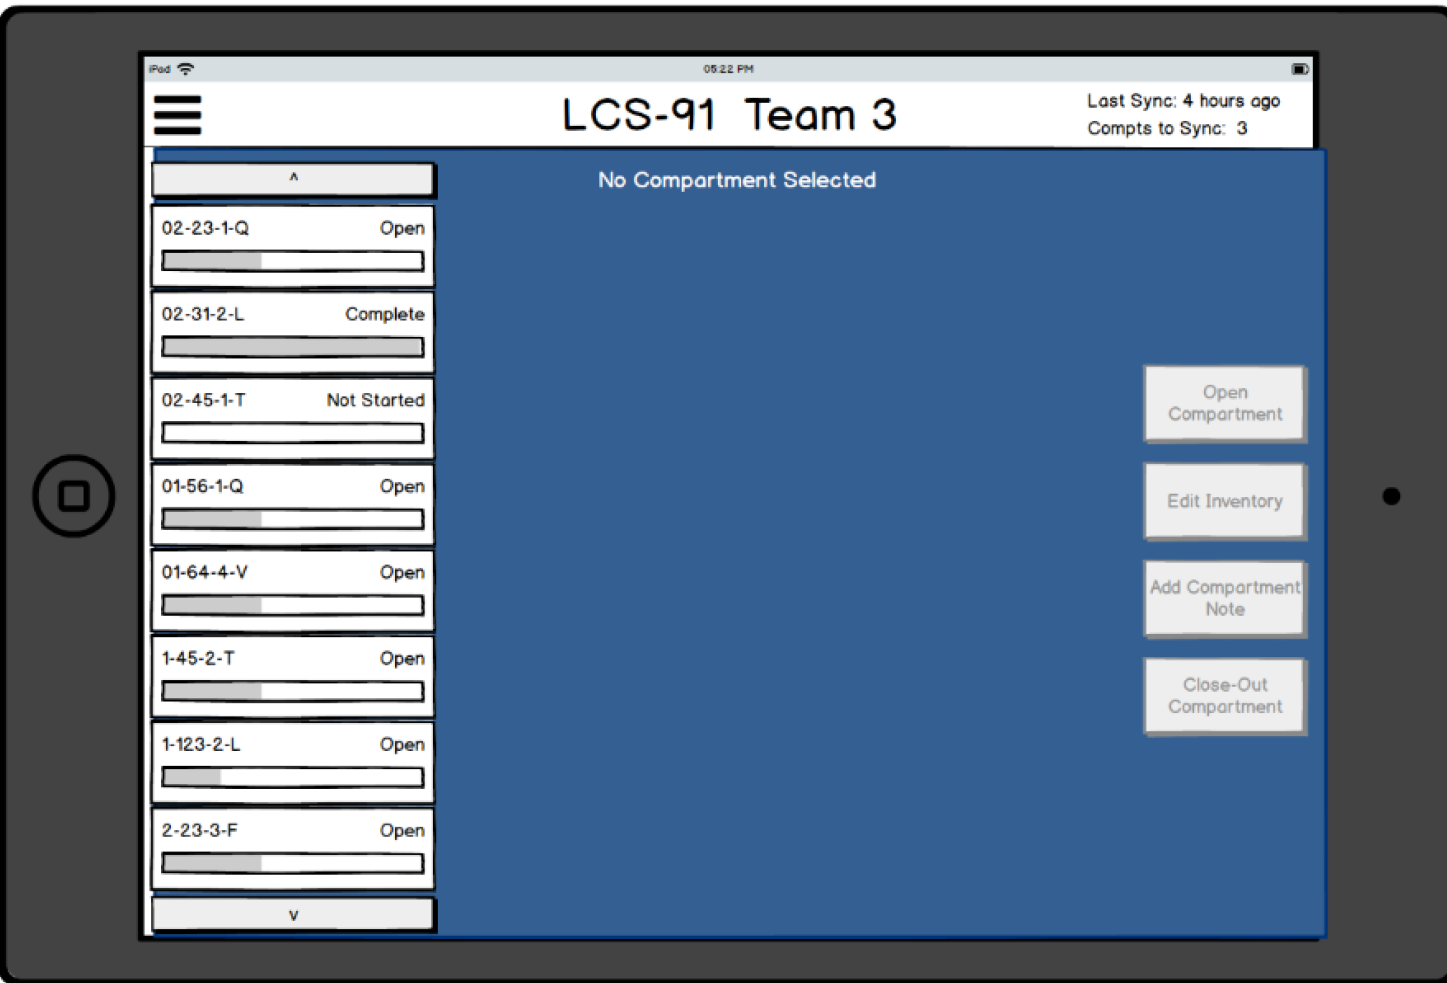 iPad
05:22 PM
LCS-91 Team 3
Last Sync: 4 hours ago
Compts to Sync: 3
^
No Compartment Selected
02-23-1-Q Open
02-31-2-L Complete
02-45-1-T Not Started
01-56-1-Q Open
01-64-4-V Open
1-45-2-T Open
1-123-2-L Open
2-23-3-F Open
v
Open
Compartment
Edit Inventory
Add Compartment
Note
Close-Out
Compartment